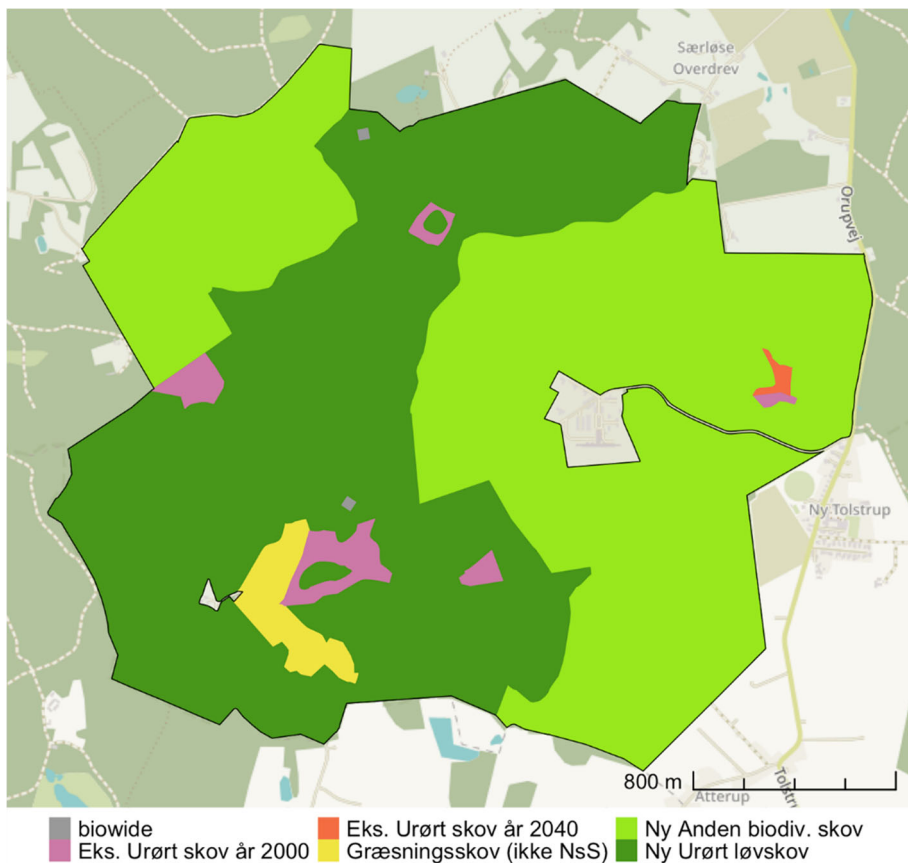 Særløse
Overdrev
Orupvej
Ny Tolstrup
800 m
Atterup
biowide
Eks. Urørt skov år 2000
Eks. Urørt skov år 2040
Græsningsskov (ikke NsS)
Ny Anden biodiv. skov
Ny Urørt løvskov